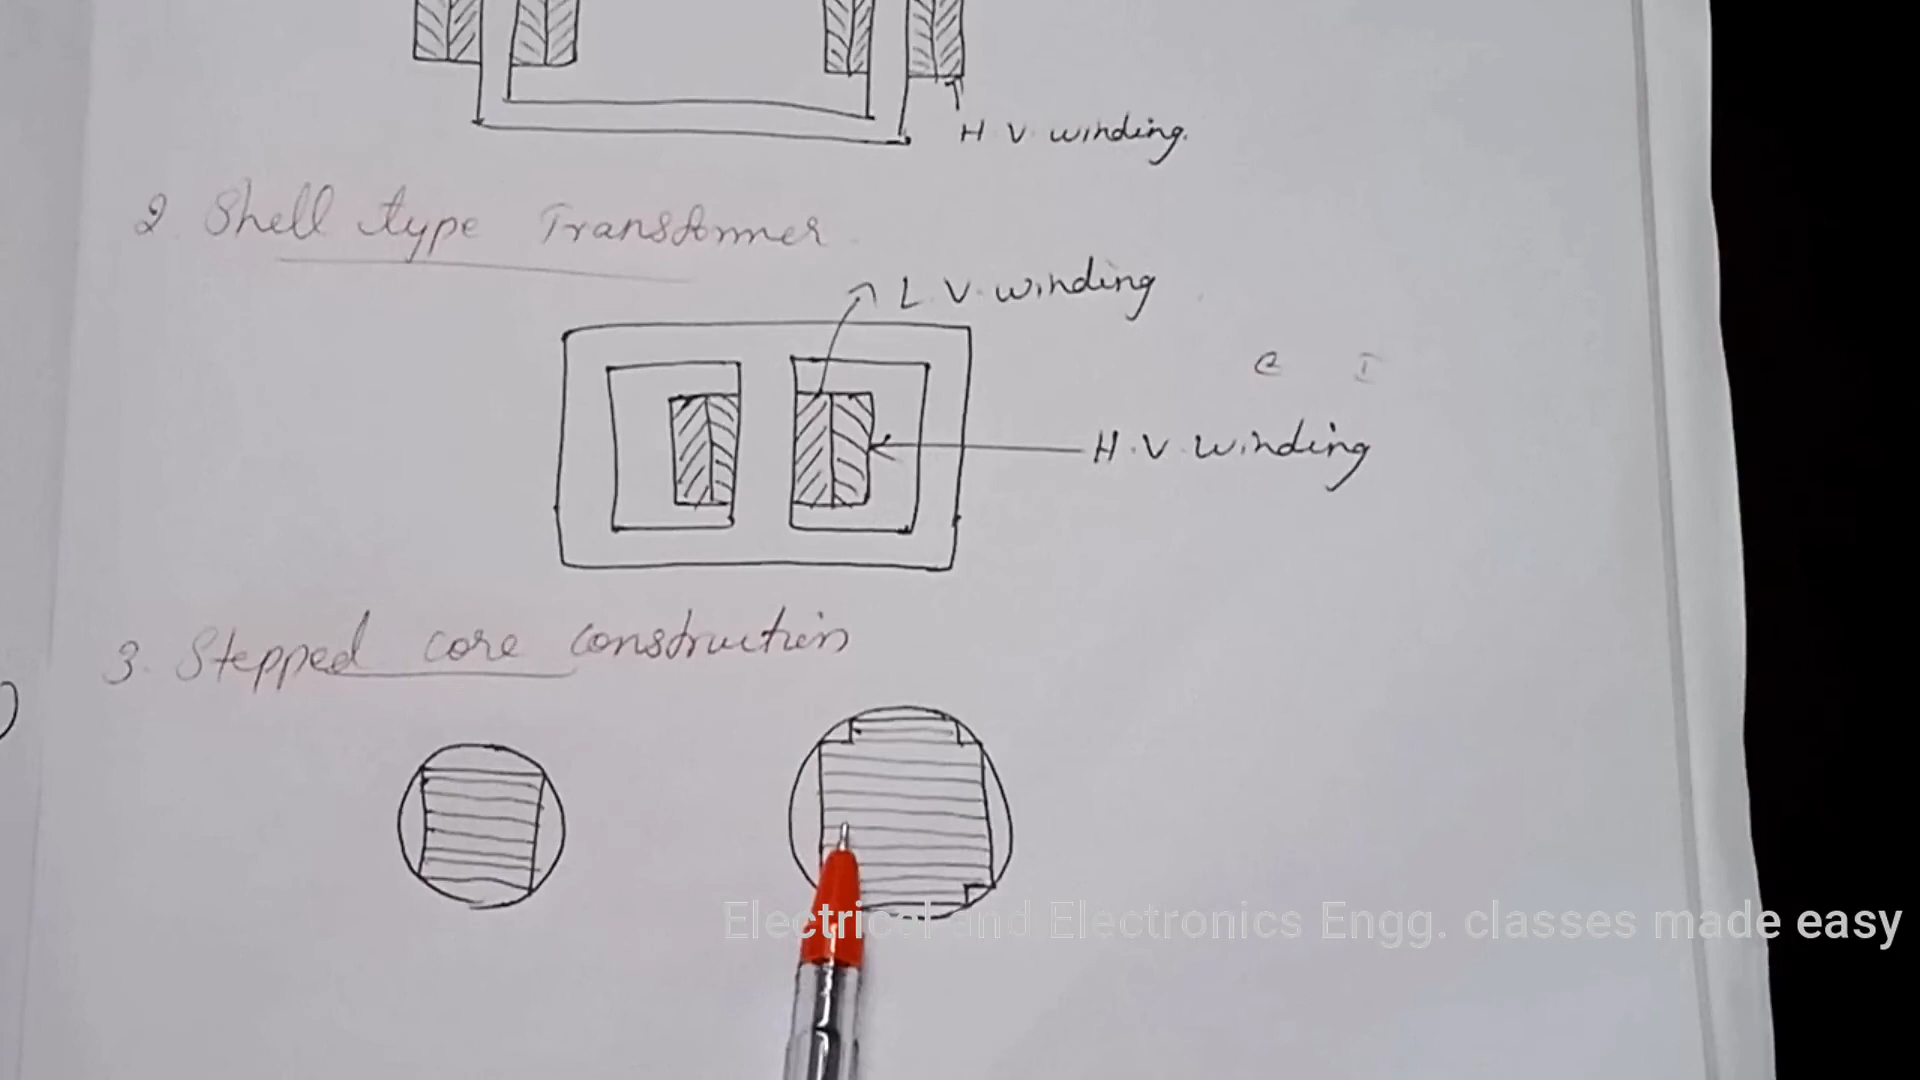 H V winding.
2. Shell type Transformer
L.V. winding
e I
H.V. winding
3. Stepped core construction
Electrical and Electronics Engg. classes made easy